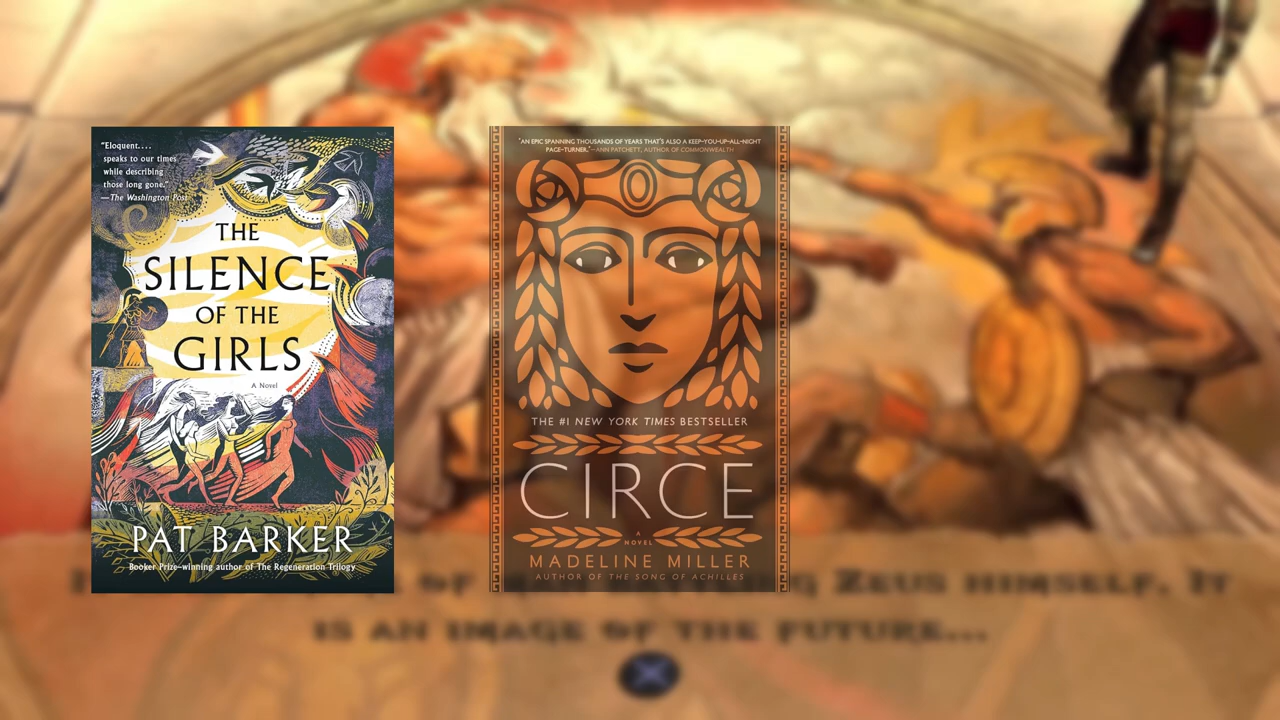 "Eloquent....
speaks to our times
while describing
those long gone."
—The Washington Post
THE
SILENCE
OF THE
GIRLS
A Novel
PAT BARKER
Booker Prize–winning author of The Regeneration Trilogy
"AN EPIC SPANNING THOUSANDS OF YEARS THAT'S ALSO A KEEP-YOU-UP-ALL-NIGHT
PAGE-TURNER." —ANN PATCHETT, AUTHOR OF COMMONWEALTH
THE #1 NEW YORK TIMES BESTSELLER
CIRCE
A
NOVEL
MADELINE MILLER
AUTHOR OF THE SONG OF ACHILLES
OF ZEUS HIMSELF. IT
IS AN IMAGE OF THE FUTURE...